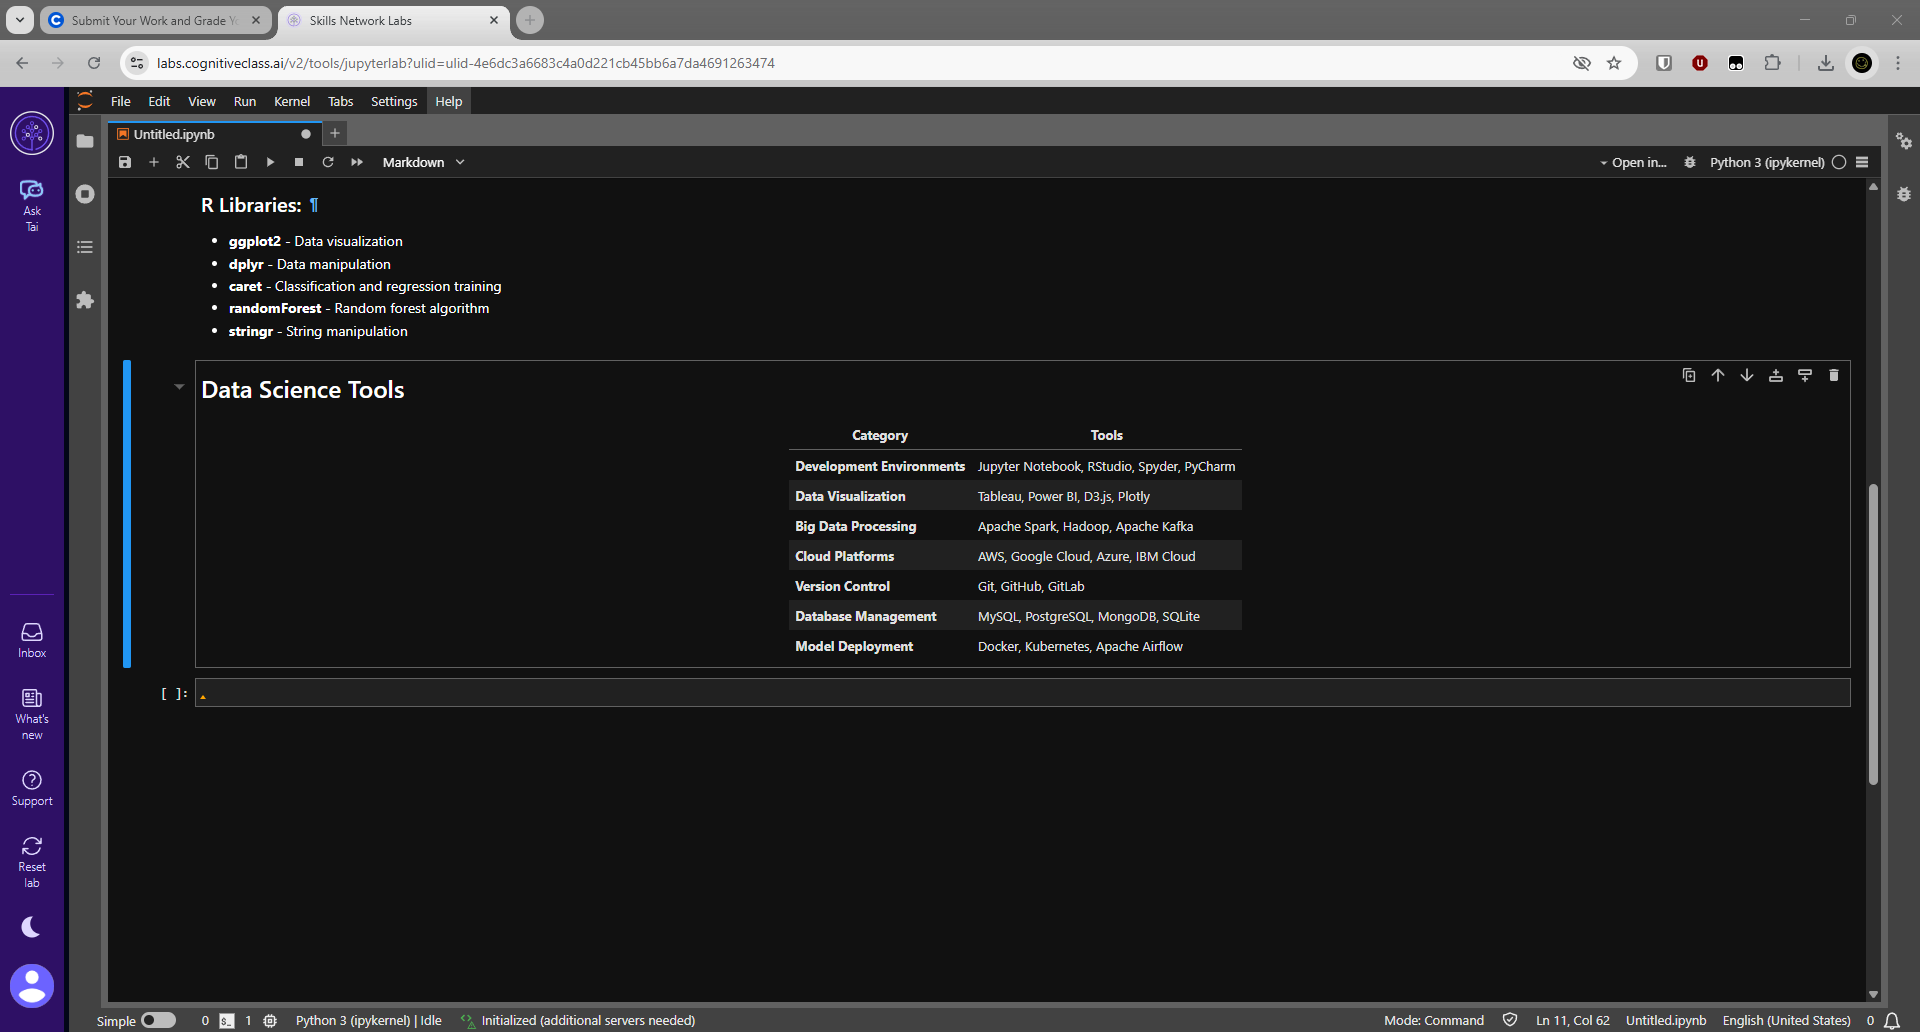 Submit Your Work and Grade Y
Skills Network Labs
labs.cognitiveclass.ai/v2/tools/jupyterlab?ulid=ulid-4e6dc3a6683c4a0d221cb45bb6a7da4691263474
File Edit View Run Kernel Tabs Settings Help
Untitled.ipynb
Markdown
Open in...
Python 3 (ipykernel)
Ask
Tai
Inbox
What's
new
Support
Reset
lab
R Libraries: ¶
• ggplot2 - Data visualization
• dplyr - Data manipulation
• caret - Classification and regression training
• randomForest - Random forest algorithm
• stringr - String manipulation
Data Science Tools
Category Tools
Development Environments Jupyter Notebook, RStudio, Spyder, PyCharm
Data Visualization Tableau, Power BI, D3.js, Plotly
Big Data Processing Apache Spark, Hadoop, Apache Kafka
Cloud Platforms AWS, Google Cloud, Azure, IBM Cloud
Version Control Git, GitHub, GitLab
Database Management MySQL, PostgreSQL, MongoDB, SQLite
Model Deployment Docker, Kubernetes, Apache Airflow
[ ]:
Simple 0 $_ 1 Python 3 (ipykernel) | Idle Initialized (additional servers needed) Mode: Command Ln 11, Col 62 Untitled.ipynb English (United States) 0